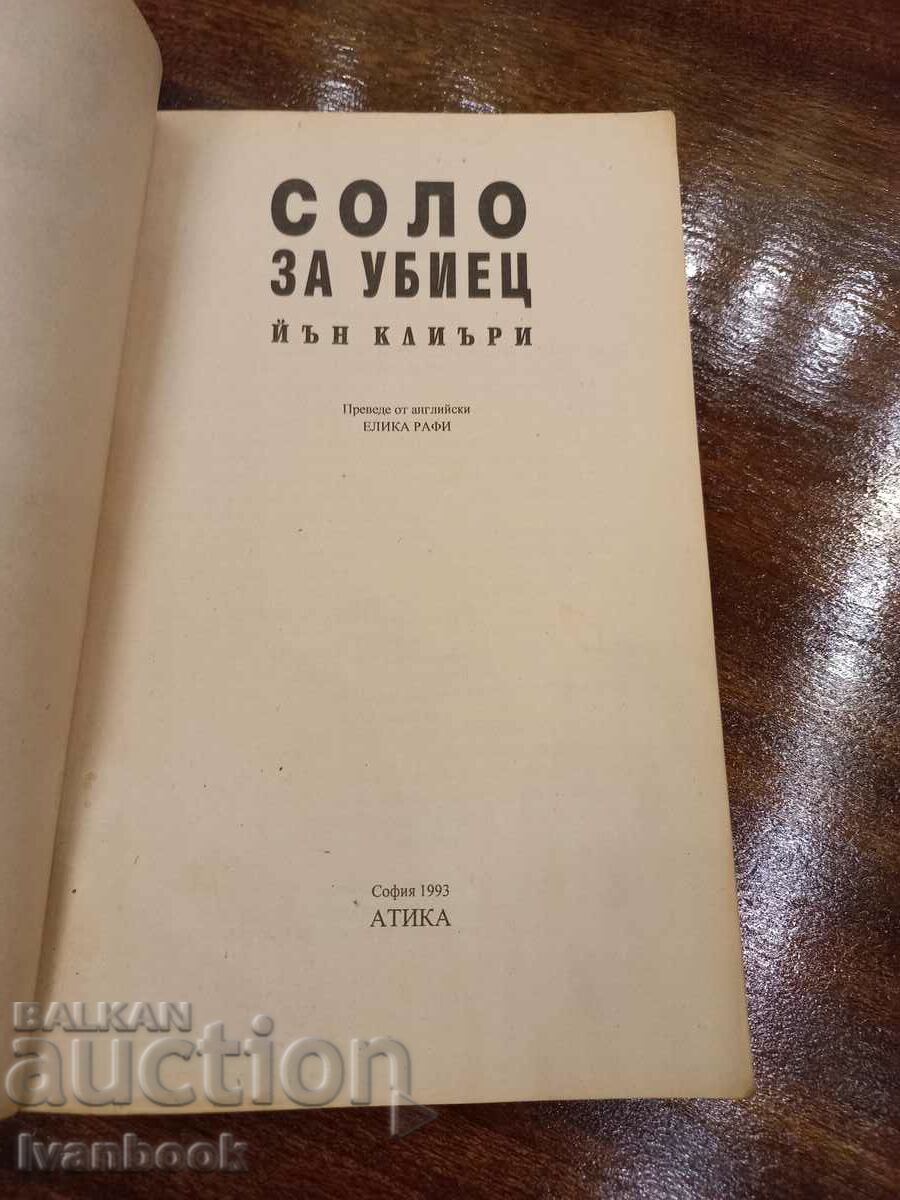 СОЛО
ЗА УБИЕЦ
ЙЪН КЛИЪРИ
Преведе от английски
ЕЛИКА РАФИ
София 1993
АТИКА
BALKAN
auction
Ivanbook